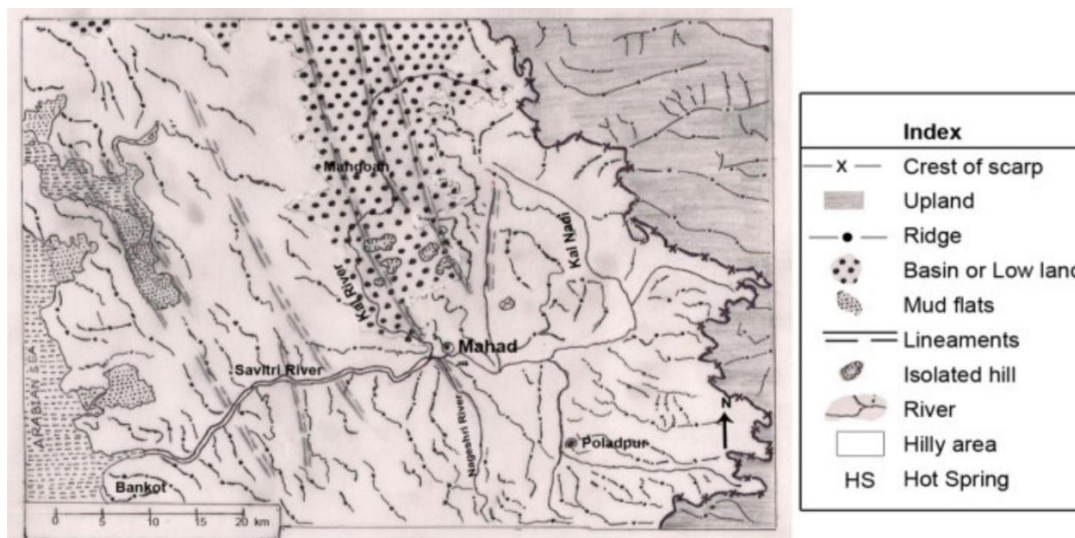 Mangoan
Kal River
Kal Nadi
Mahad
Savitri River
ARABIAN SEA
Nageshri River
N
Poladpur
Bankot
0 5 10 15 20 km
Index
x Crest of scarp
Upland
Ridge
Basin or Low land
Mud flats
Lineaments
Isolated hill
River
Hilly area
HS Hot Spring